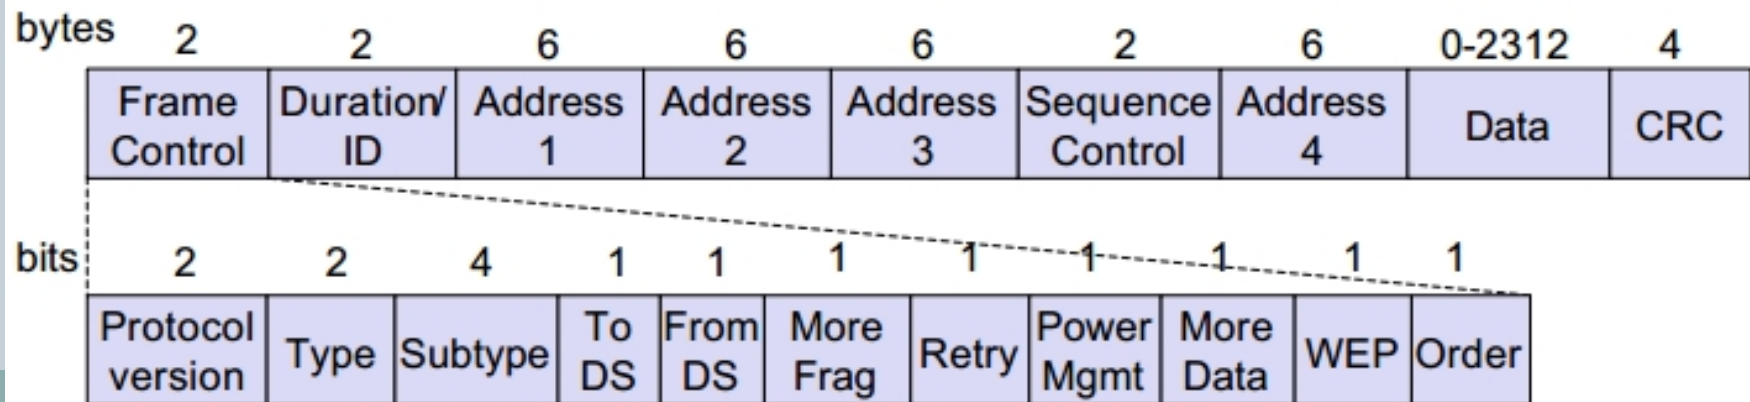 bytes 2 2 6 6 6 2 6 0-2312 4
Frame Control Duration/ ID Address 1 Address 2 Address 3 Sequence Control Address 4 Data CRC
bits 2 2 4 1 1 1 1 1 1 1 1
Protocol version Type Subtype To DS From DS More Frag Retry Power Mgmt More Data WEP Order